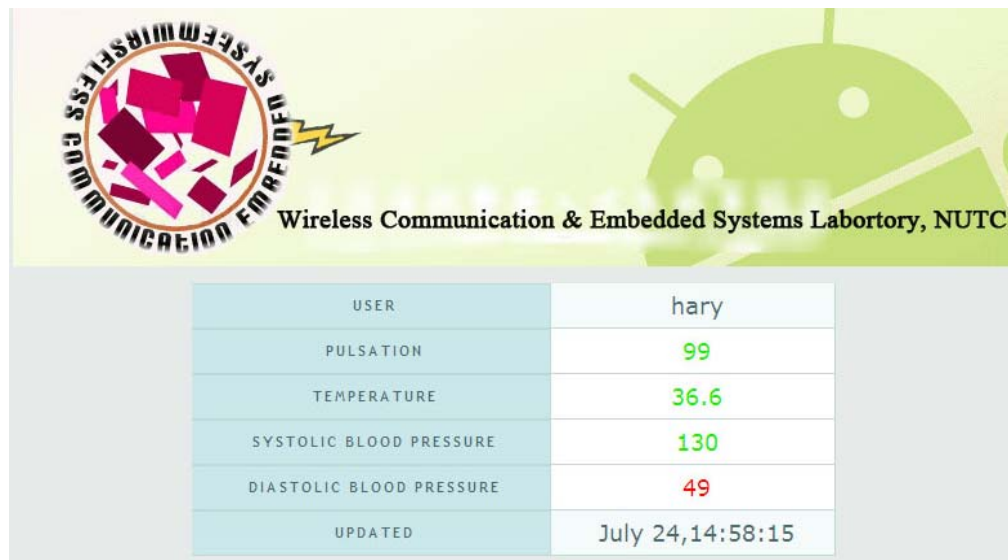 WIRELESS COMMUNICATION EMBEDDED SYSTEM
Wireless Communication & Embedded Systems Labortory, NUTC
USER hary
PULSATION 99
TEMPERATURE 36.6
SYSTOLIC BLOOD PRESSURE 130
DIASTOLIC BLOOD PRESSURE 49
UPDATED July 24,14:58:15